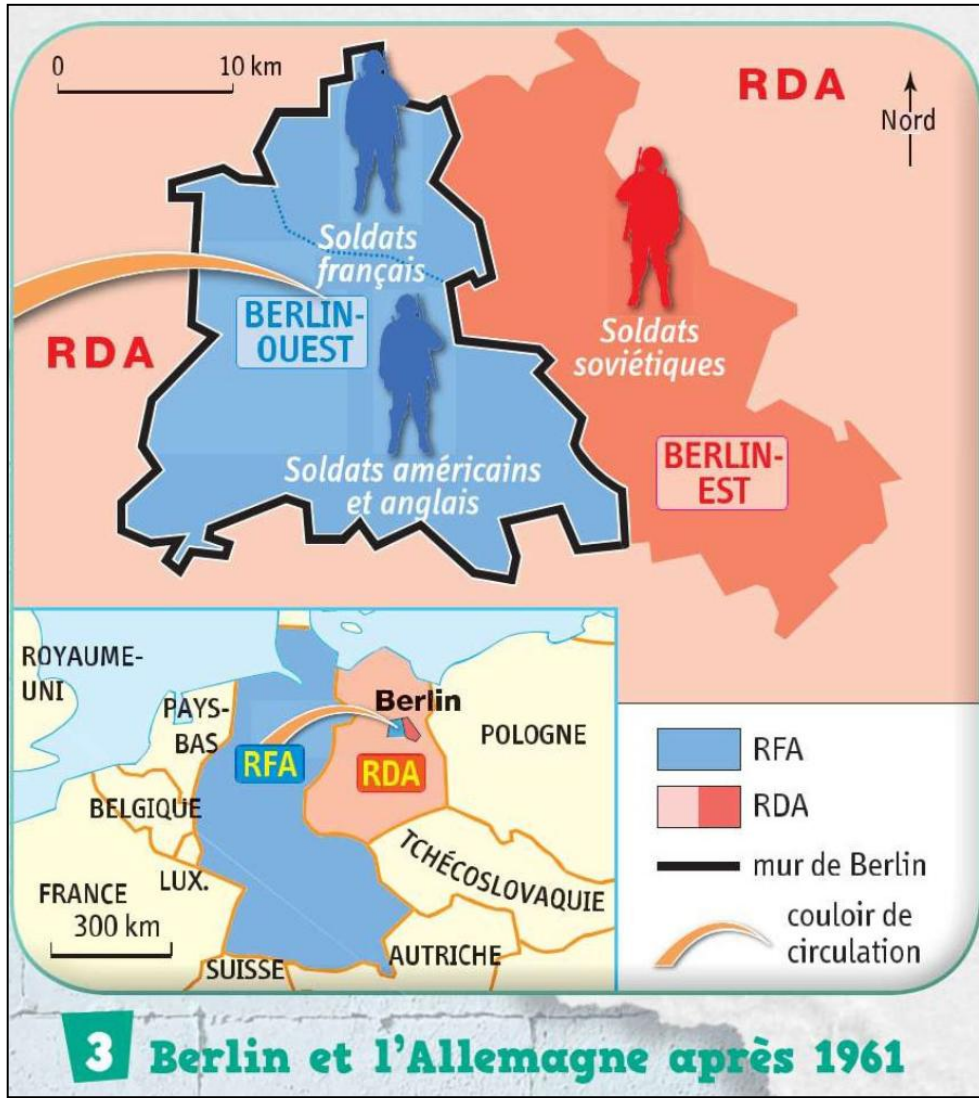 0 10 km
RDA
Nord
Soldats
français
BERLIN-
OUEST
RDA
Soldats
soviétiques
Soldats américains
et anglais
BERLIN-
EST
ROYAUME-
UNI
PAYS-
BAS
Berlin
POLOGNE
RFA
RDA
BELGIQUE
TCHÉCOSLOVAQUIE
LUX.
FRANCE
300 km
AUTRICHE
SUISSE
RFA
RDA
mur de Berlin
couloir de
circulation
3 Berlin et l'Allemagne après 1961